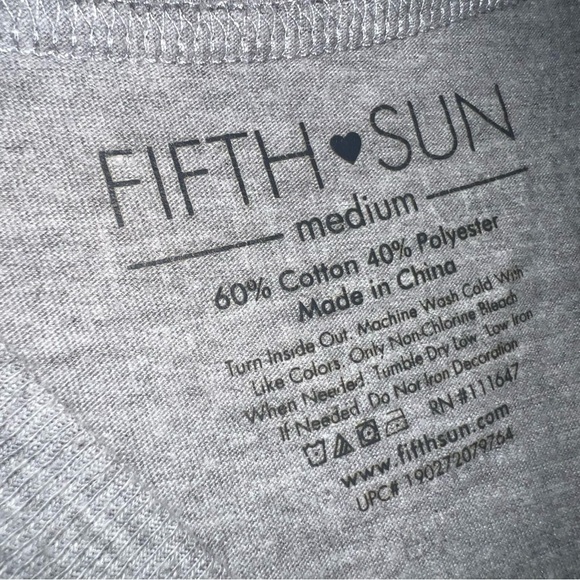 FIFTH SUN
medium
60% Cotton 40% Polyester
Made in China
Turn Inside Out. Machine Wash Cold With
Like Colors. Only Non-Chlorine Bleach
When Needed. Tumble Dry Low. Low Iron
If Needed. Do Not Iron Decoration
RN #111647
www.fifthsun.com
UPC# 190272079764